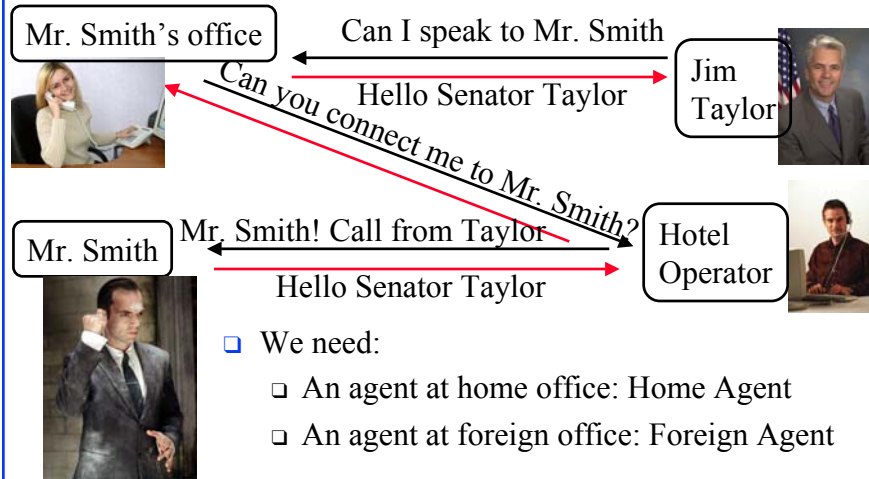 Mr. Smith’s office
Can I speak to Mr. Smith
Jim
Taylor
Hello Senator Taylor
Can you connect me to Mr. Smith?
Mr. Smith! Call from Taylor
Mr. Smith
Hotel
Operator
Hello Senator Taylor
❑ We need:
❑ An agent at home office: Home Agent
❑ An agent at foreign office: Foreign Agent